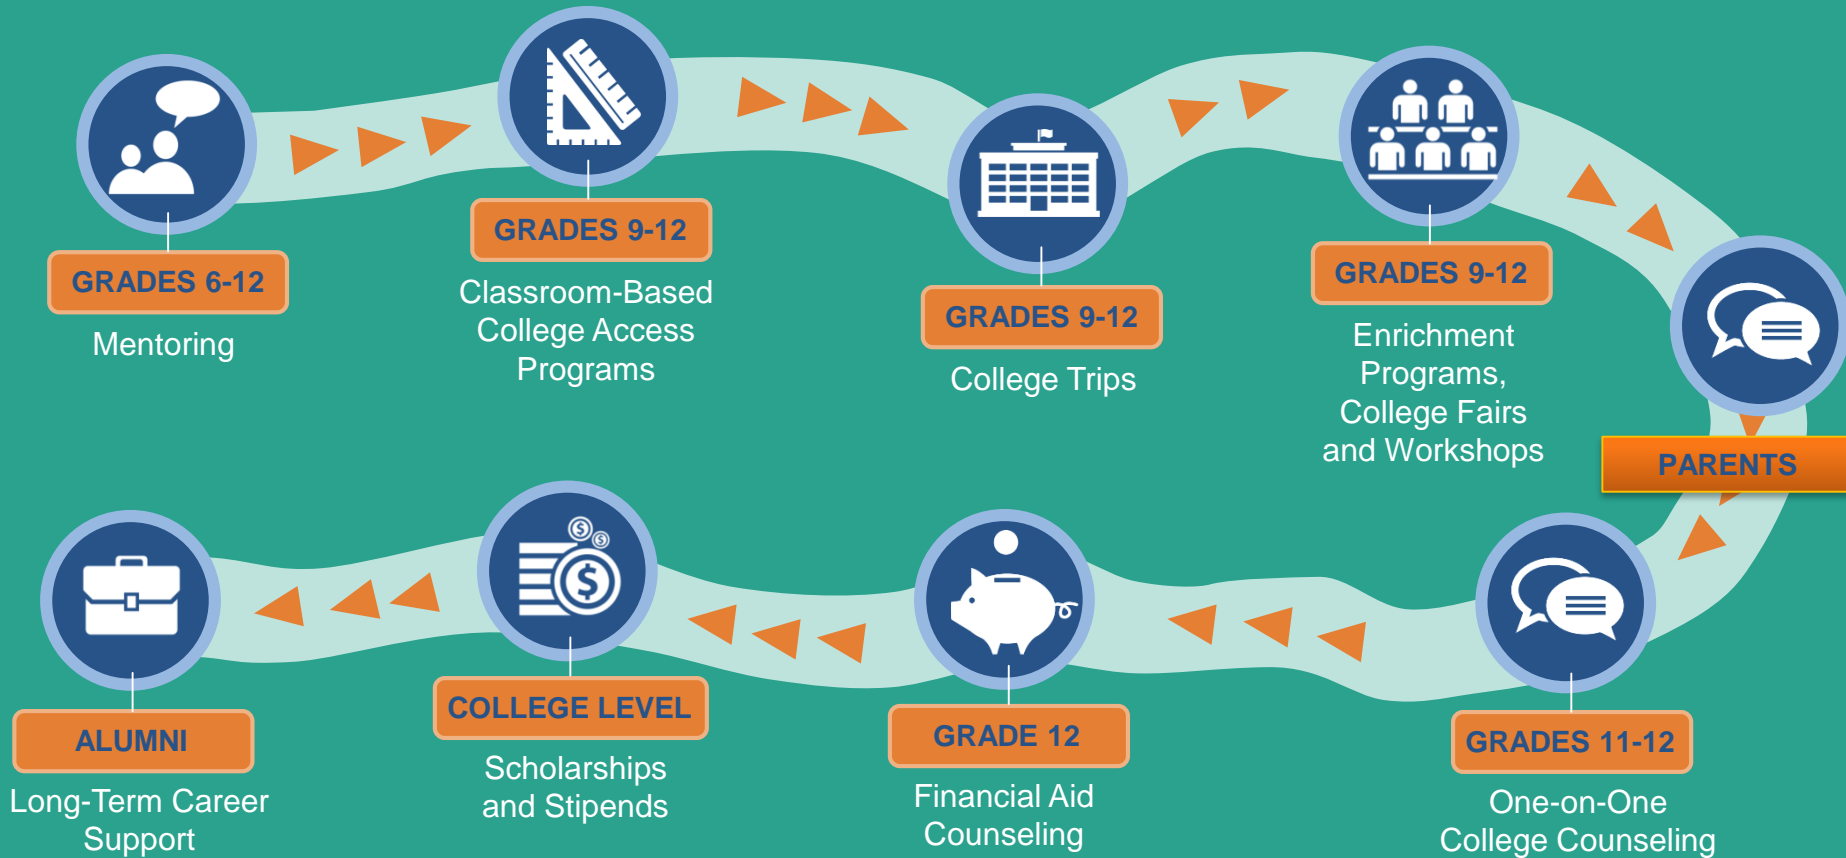 GRADES 6-12
Mentoring
GRADES 9-12
Classroom-Based
College Access
Programs
GRADES 9-12
College Trips
GRADES 9-12
Enrichment
Programs,
College Fairs
and Workshops
PARENTS
GRADES 11-12
One-on-One
College Counseling
GRADE 12
Financial Aid
Counseling
COLLEGE LEVEL
Scholarships
and Stipends
ALUMNI
Long-Term Career
Support